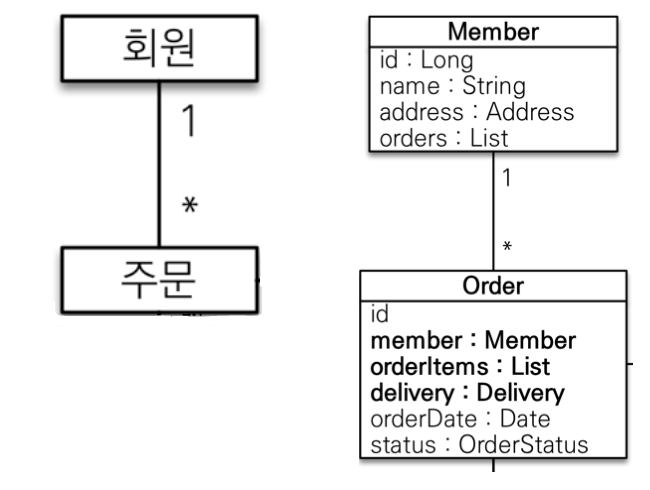 회원
1
*
주문
Member
id : Long
name : String
address : Address
orders : List
1
*
Order
id
member : Member
orderItems : List
delivery : Delivery
orderDate : Date
status : OrderStatus